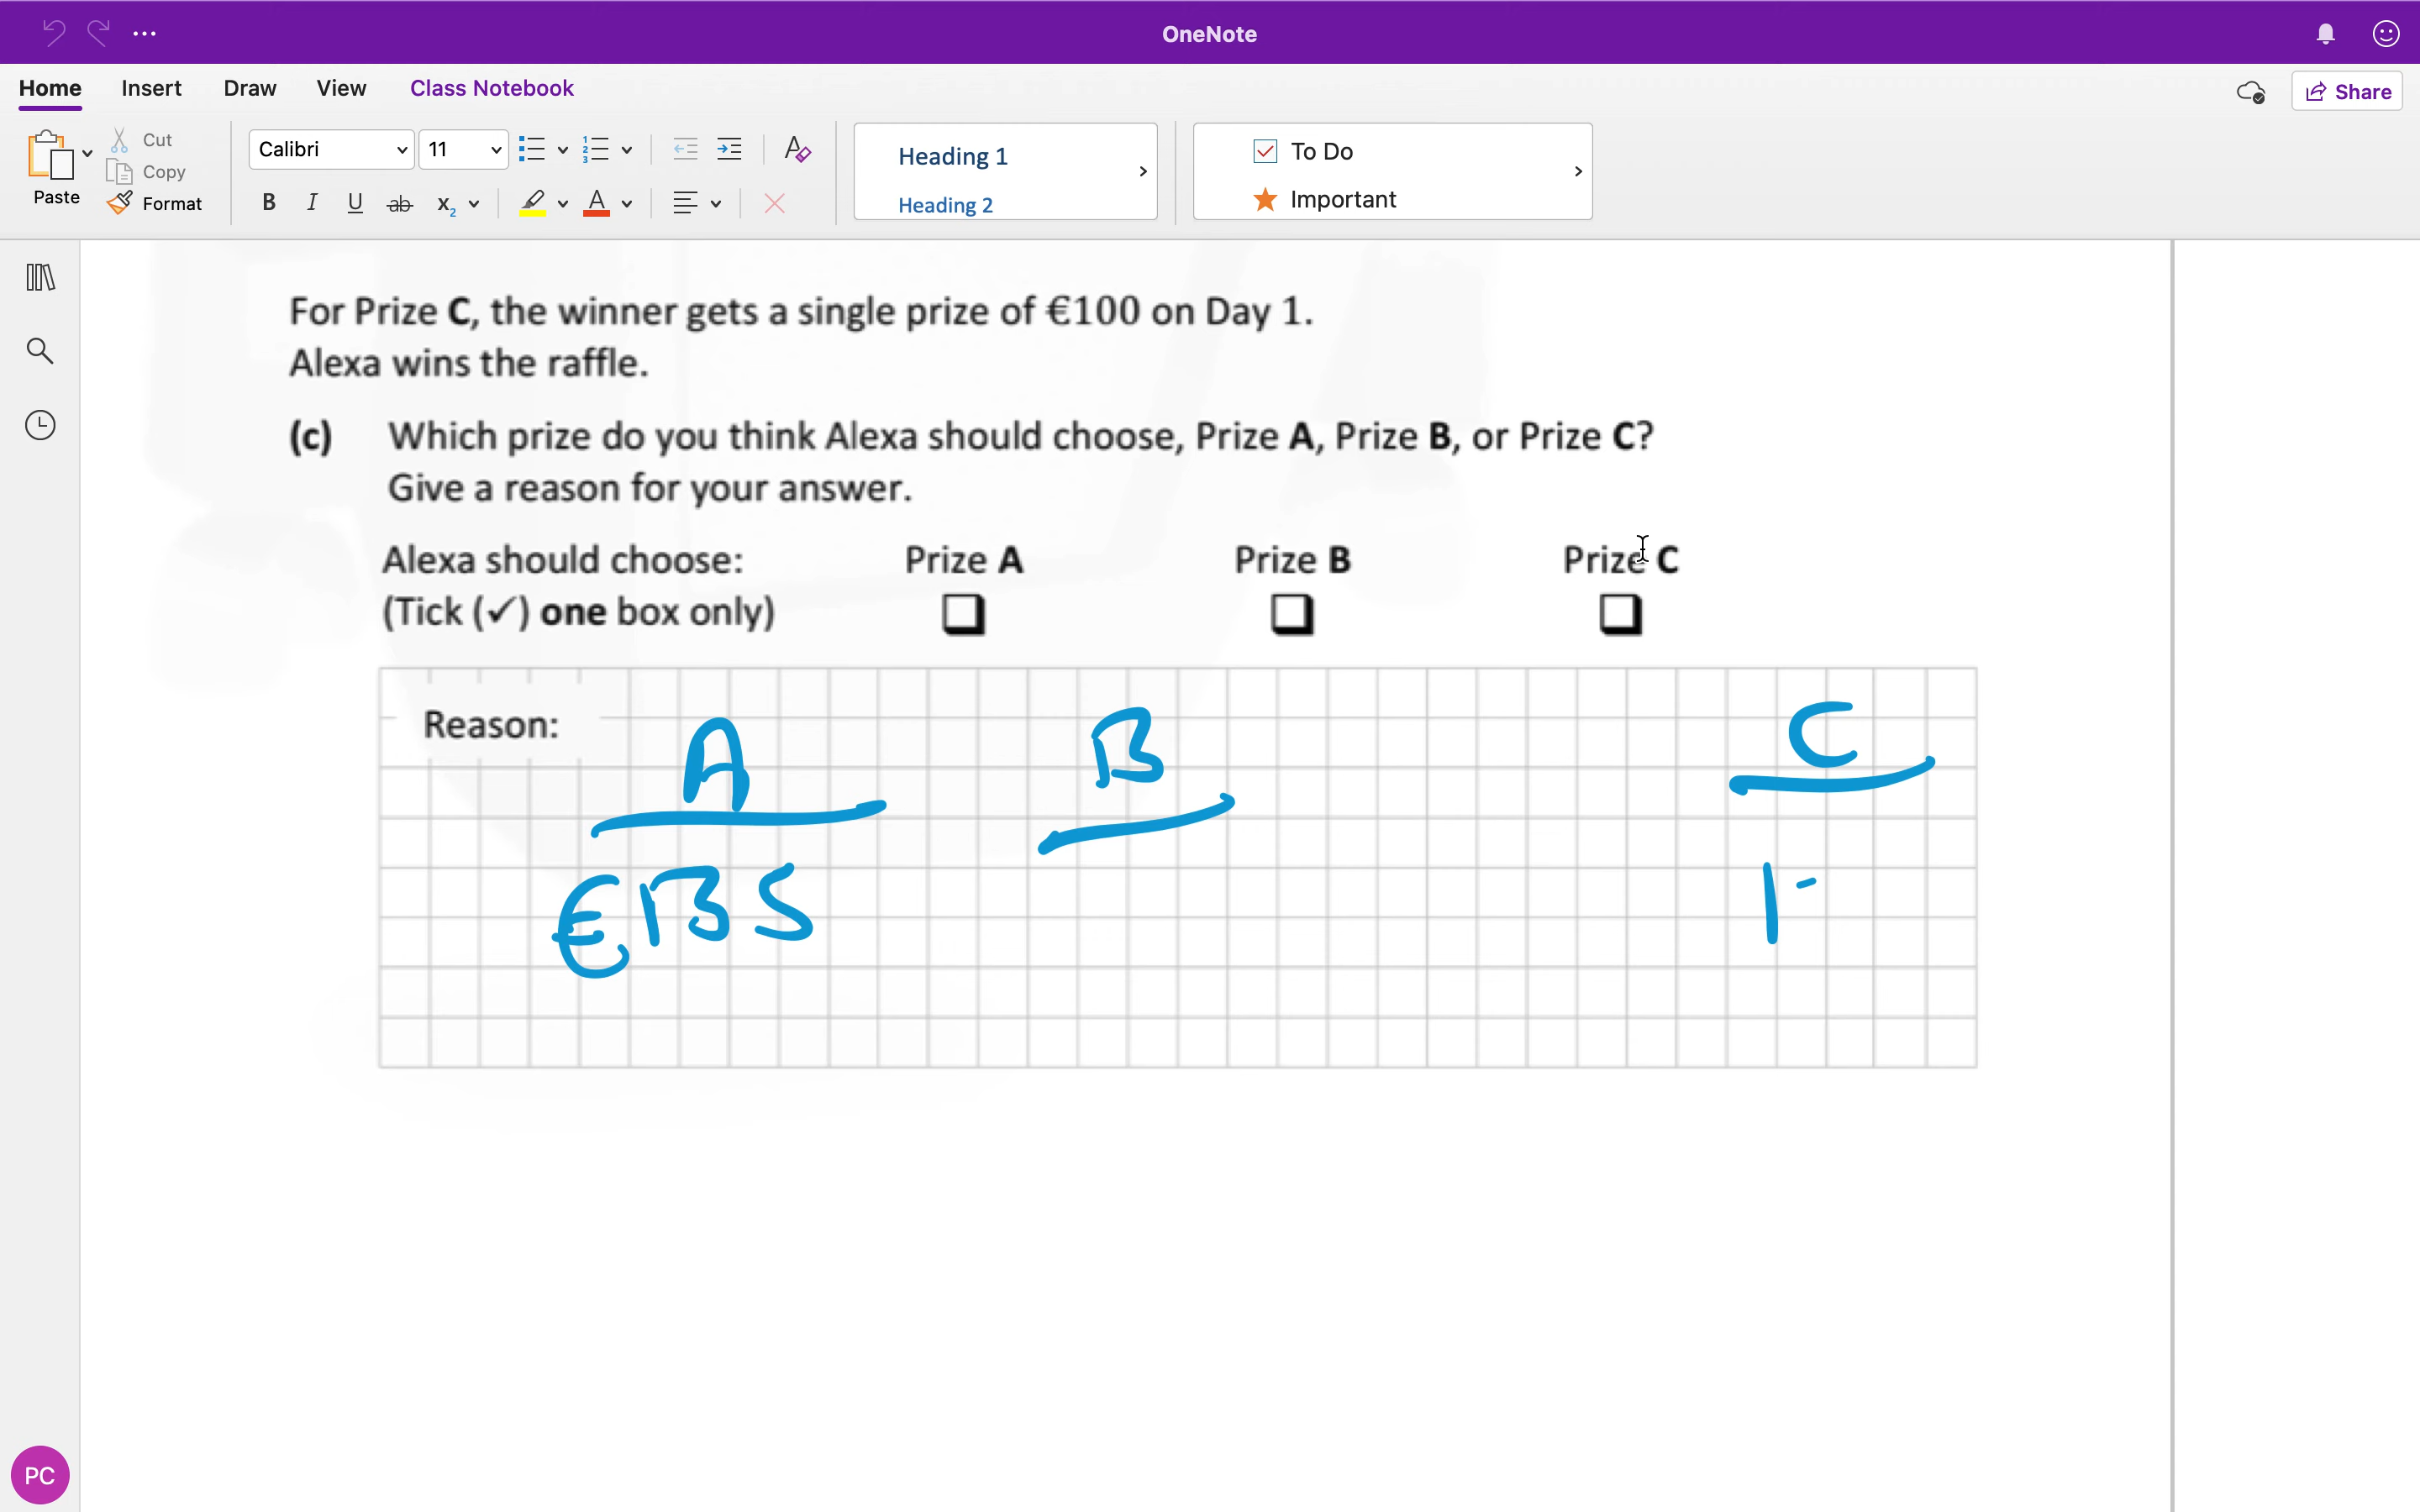 OneNote
Home Insert Draw View Class Notebook Share
Paste Cut Copy Format Calibri 11 Heading 1 Heading 2 To Do Important
For Prize C, the winner gets a single prize of €100 on Day 1.
Alexa wins the raffle.
(c) Which prize do you think Alexa should choose, Prize A, Prize B, or Prize C?
Give a reason for your answer.
Alexa should choose: Prize A Prize B Prize C
(Tick (✓) one box only)
Reason:
A B C
€135 1
PC